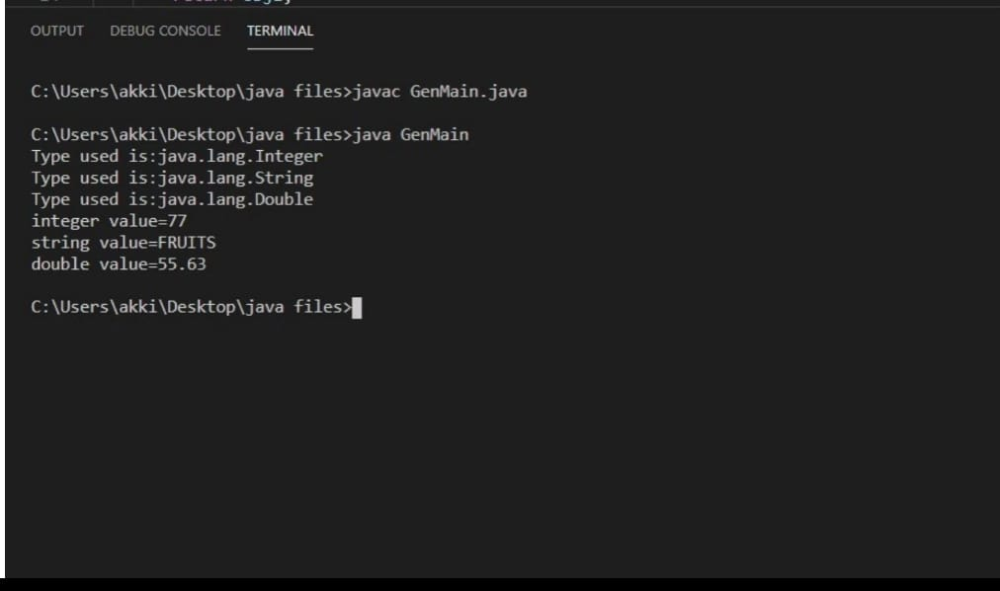 OUTPUT DEBUG CONSOLE TERMINAL
C:\Users\akki\Desktop\java files>javac GenMain.java
C:\Users\akki\Desktop\java files>java GenMain
Type used is:java.lang.Integer
Type used is:java.lang.String
Type used is:java.lang.Double
integer value=77
string value=FRUITS
double value=55.63
C:\Users\akki\Desktop\java files>